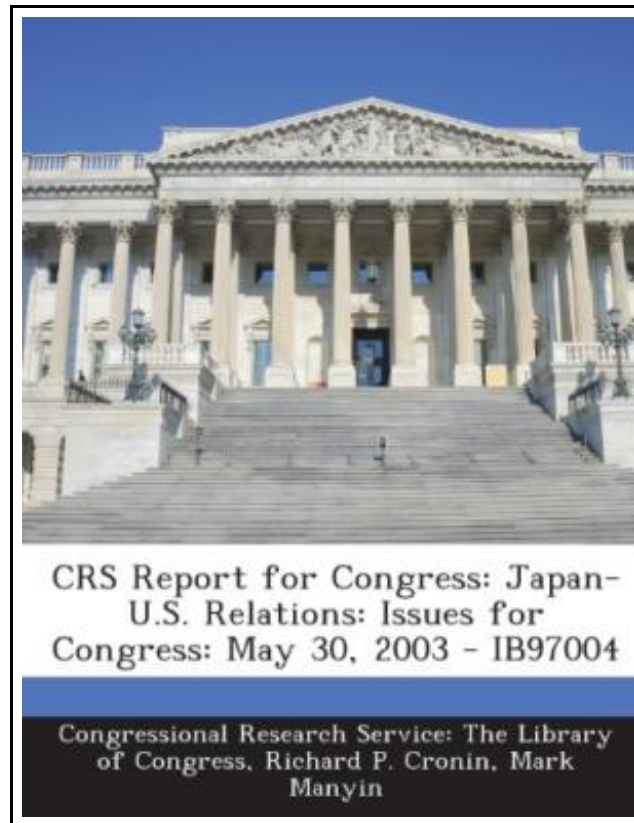 CRS Report for Congress: Japan-
U.S. Relations: Issues for
Congress: May 30, 2003 - IB97004
Congressional Research Service: The Library
of Congress, Richard P. Cronin, Mark
Manyin